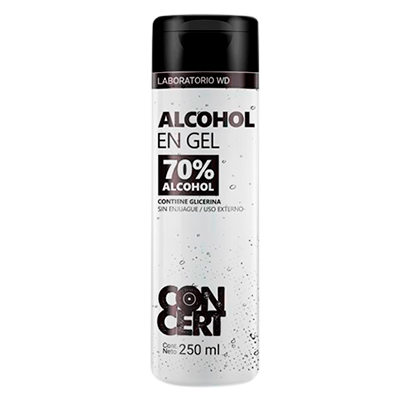 LABORATORIO WD
ALCOHOL
EN GEL
70%
ALCOHOL
CONTIENE GLICERINA
SIN ENJUAGUE / USO EXTERNO
CON
CERT
Cont.
Neto 250 ml